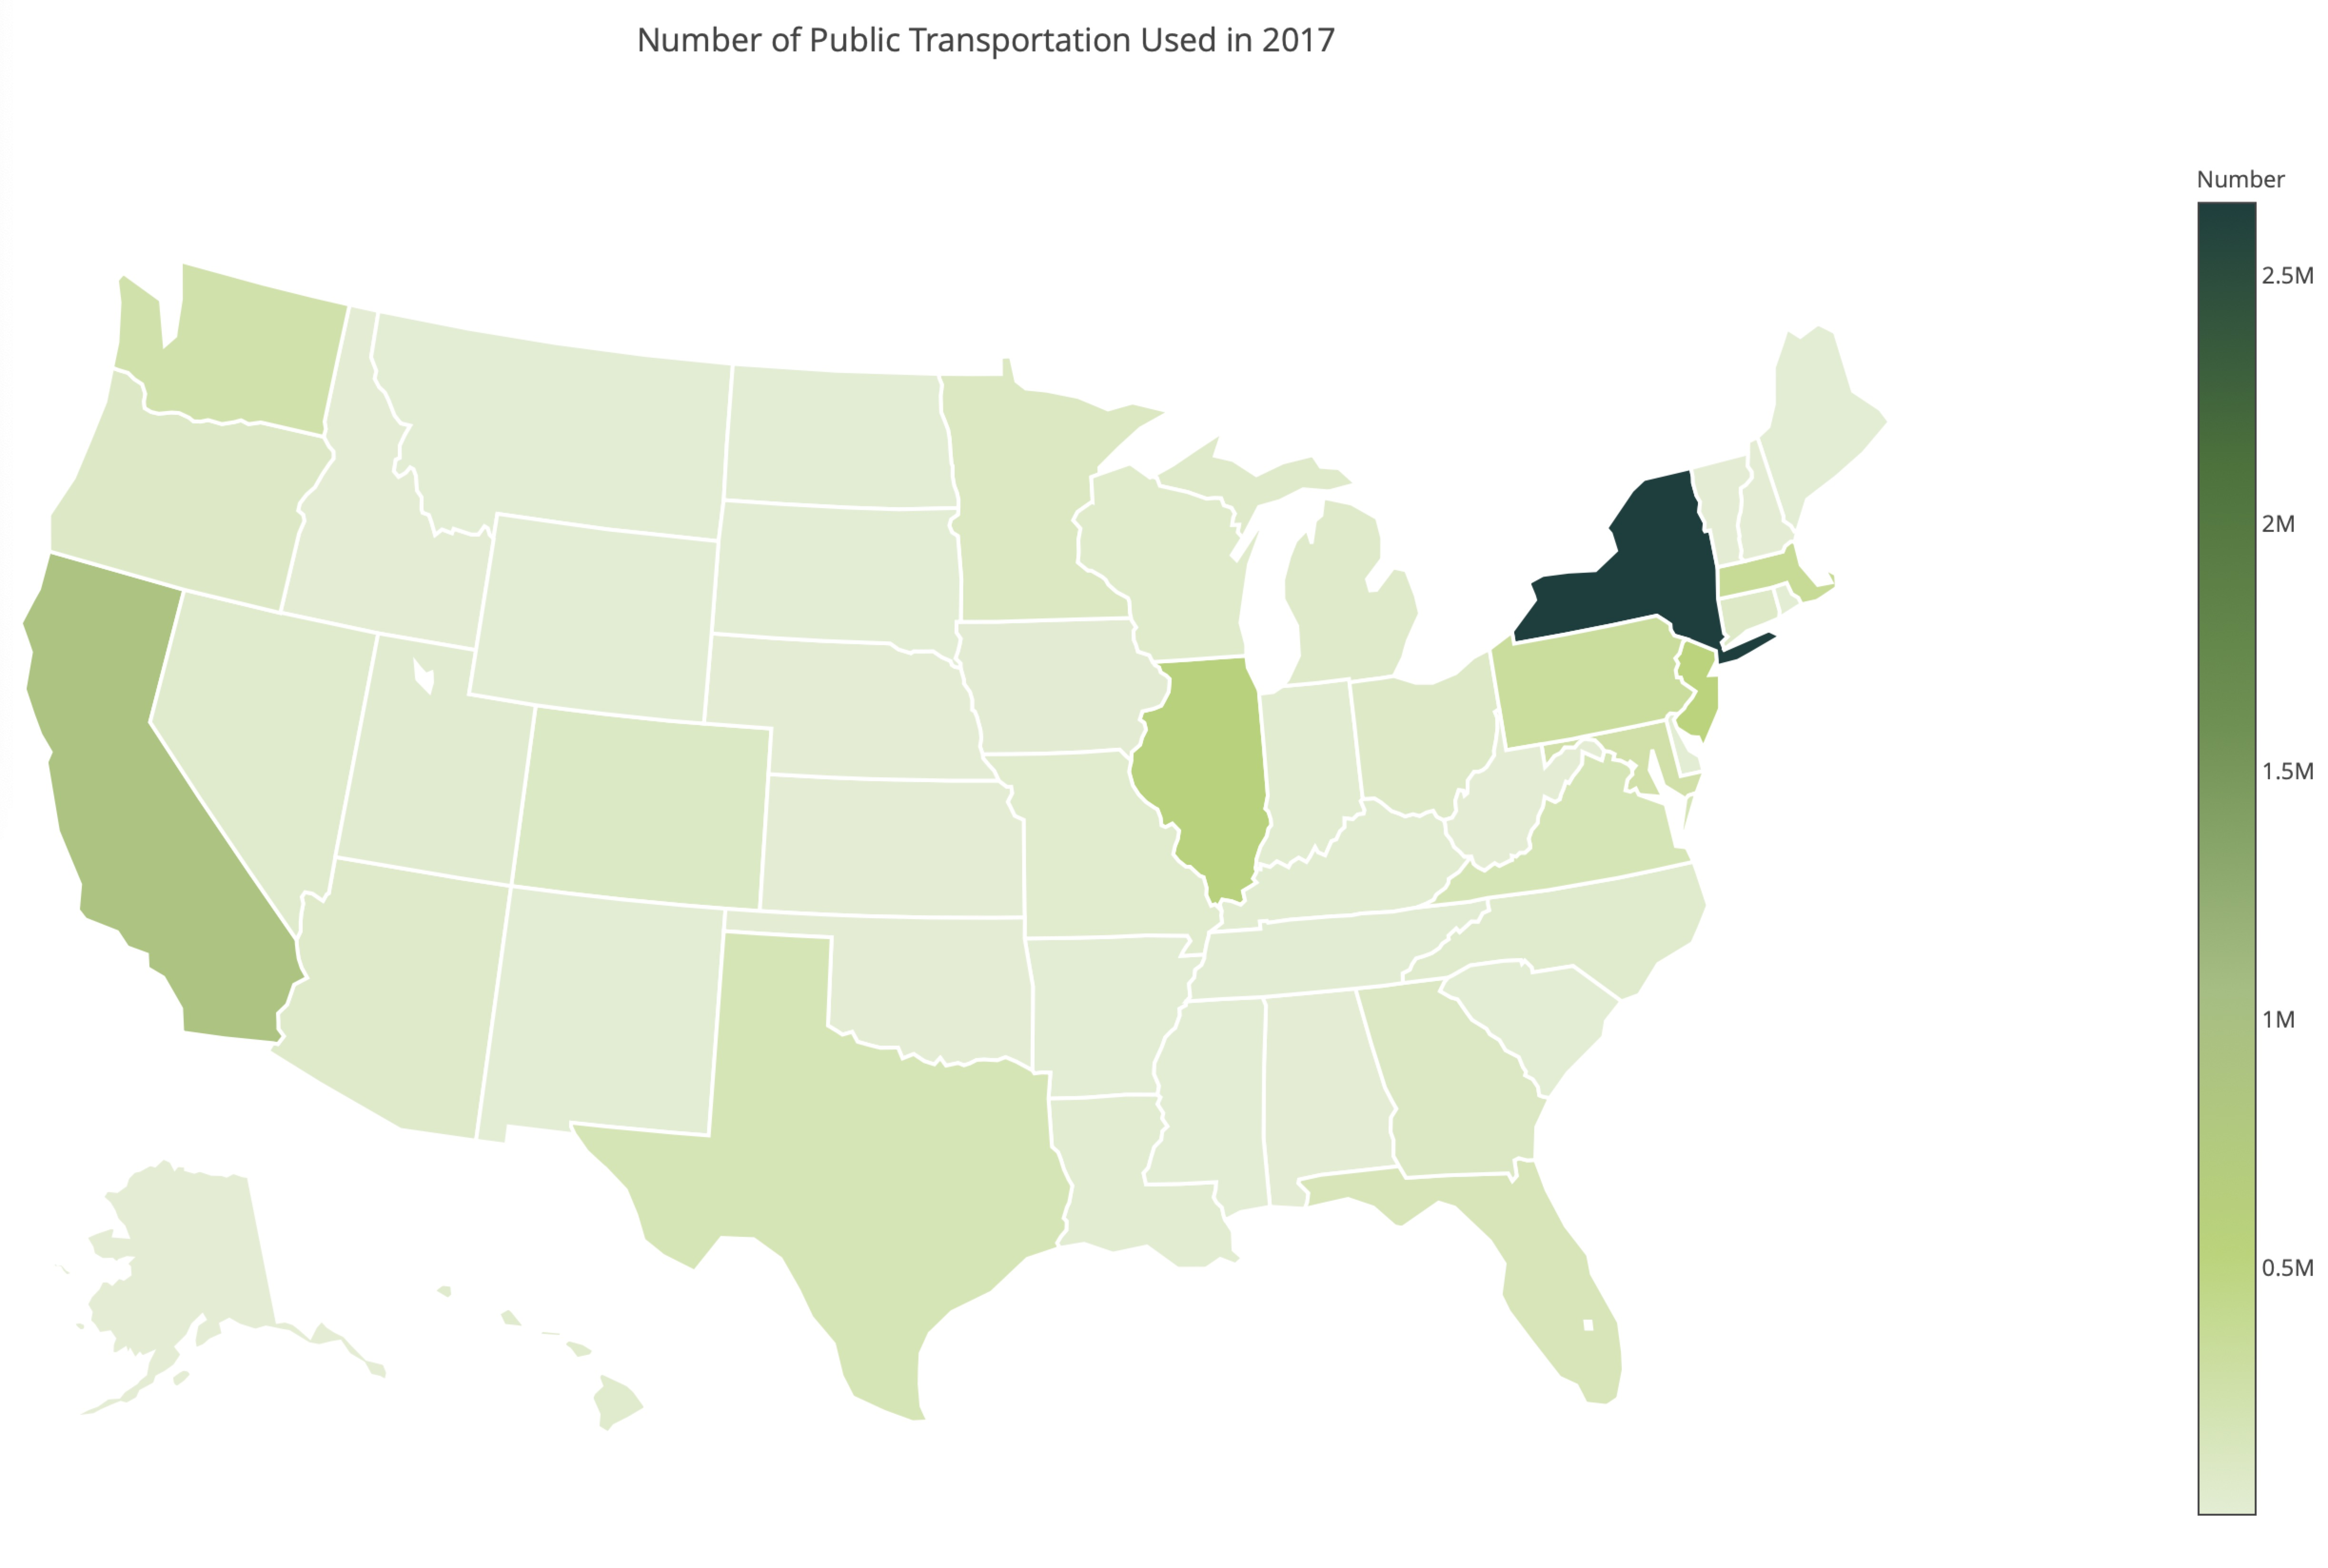 Number of Public Transportation Used in 2017
Number
2.5M
2M
1.5M
1M
0.5M